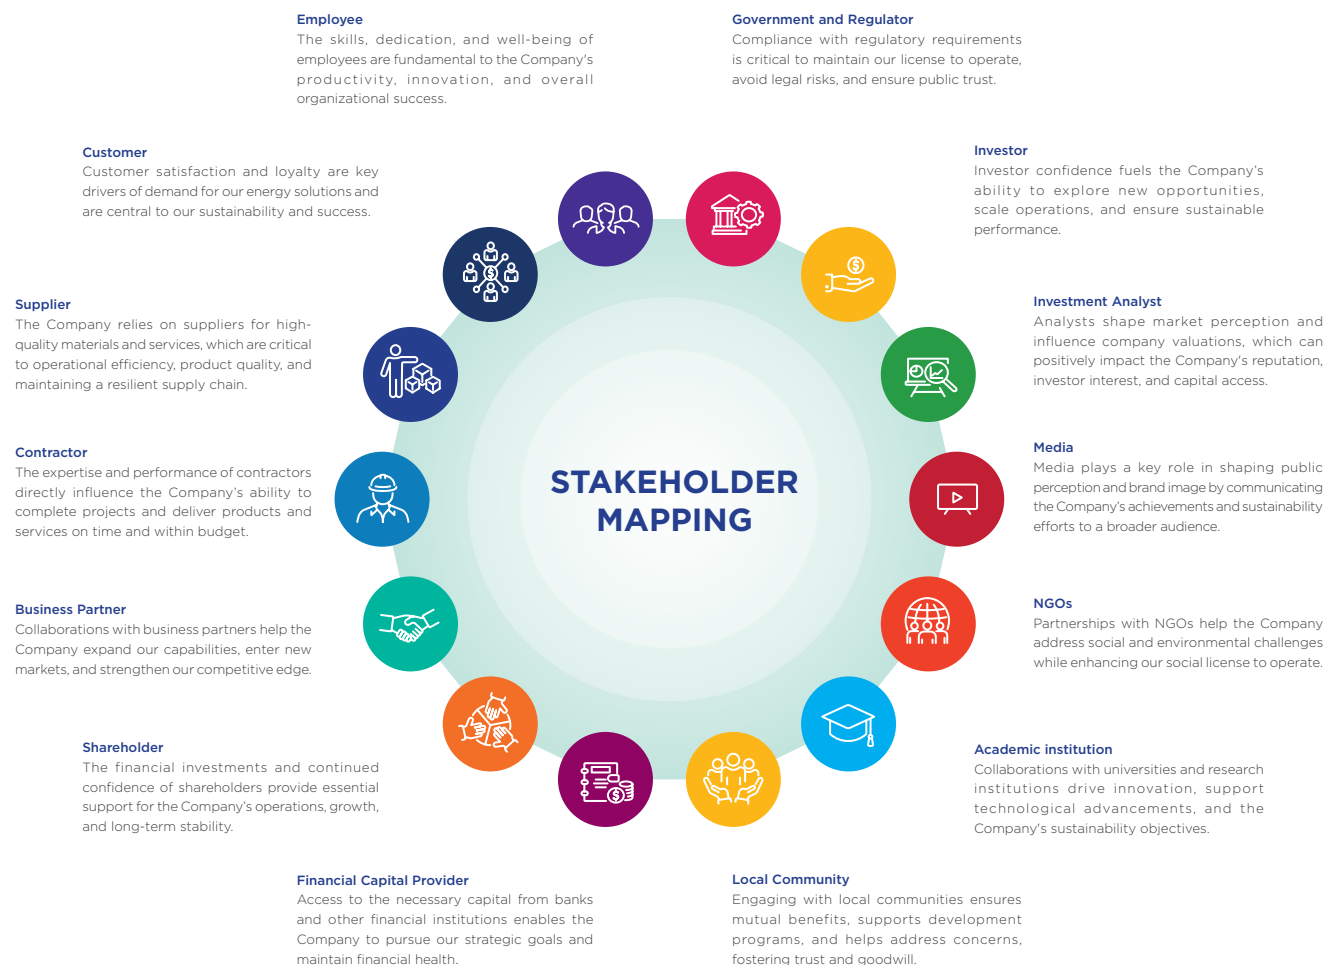 Employee
The skills, dedication, and well-being of
employees are fundamental to the Company's
productivity, innovation, and overall
organizational success.
Government and Regulator
Compliance with regulatory requirements
is critical to maintain our license to operate,
avoid legal risks, and ensure public trust.
Customer
Customer satisfaction and loyalty are key
drivers of demand for our energy solutions and
are central to our sustainability and success.
Investor
Investor confidence fuels the Company's
ability to explore new opportunities,
scale operations, and ensure sustainable
performance.
Supplier
The Company relies on suppliers for high-
quality materials and services, which are critical
to operational efficiency, product quality, and
maintaining a resilient supply chain.
Investment Analyst
Analysts shape market perception and
influence company valuations, which can
positively impact the Company's reputation,
investor interest, and capital access.
Contractor
The expertise and performance of contractors
directly influence the Company's ability to
complete projects and deliver products and
services on time and within budget.
STAKEHOLDER
MAPPING
Media
Media plays a key role in shaping public
perception and brand image by communicating
the Company's achievements and sustainability
efforts to a broader audience.
Business Partner
Collaborations with business partners help the
Company expand our capabilities, enter new
markets, and strengthen our competitive edge.
NGOs
Partnerships with NGOs help the Company
address social and environmental challenges
while enhancing our social license to operate.
Shareholder
The financial investments and continued
confidence of shareholders provide essential
support for the Company's operations, growth,
and long-term stability.
Academic institution
Collaborations with universities and research
institutions drive innovation, support
technological advancements, and the
Company's sustainability objectives.
Financial Capital Provider
Access to the necessary capital from banks
and other financial institutions enables the
Company to pursue our strategic goals and
maintain financial health.
Local Community
Engaging with local communities ensures
mutual benefits, supports development
programs, and helps address concerns,
fostering trust and goodwill.